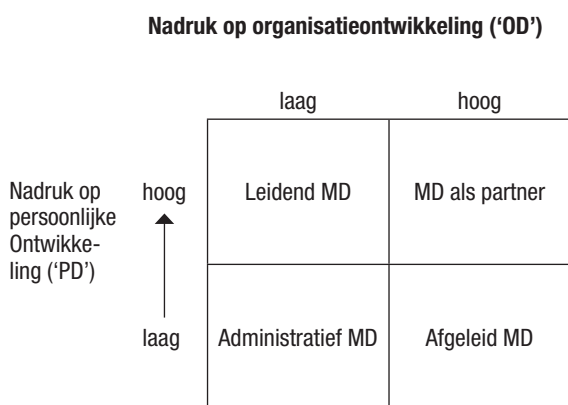 Nadruk op organisatieontwikkeling (‘OD’)
laag hoog
Nadruk op
persoonlijke
Ontwikke-
ling (‘PD’)
hoog Leidend MD MD als partner
laag Administratief MD Afgeleid MD